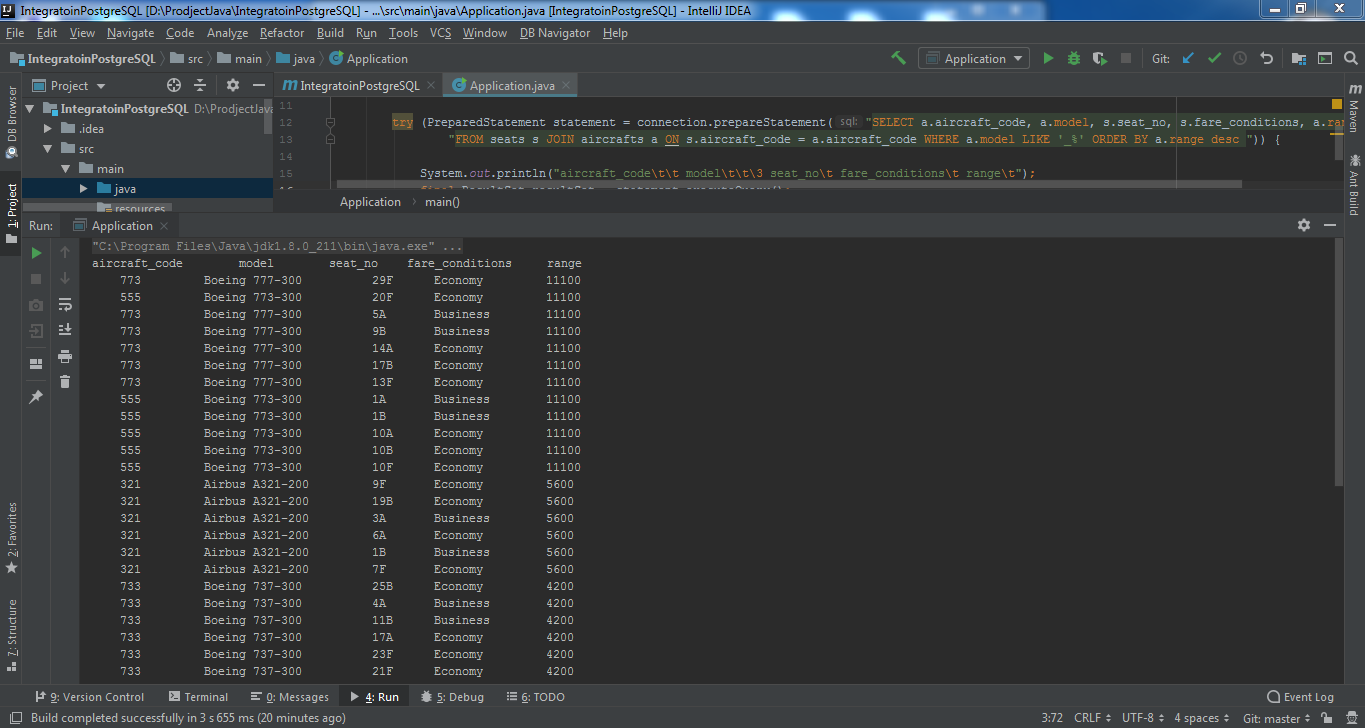 IntegratoinPostgreSQL [D:\ProdjectJava\IntegratoinPostgreSQL] - ...\src\main\java\Application.java [IntegratoinPostgreSQL] - IntelliJ IDEA
File Edit View Navigate Code Analyze Refactor Build Run Tools VCS Window DB Navigator Help
IntegratoinPostgreSQL src main java Application Application Git:
Project IntegratoinPostgreSQL Application.java
DB Browser
1: Project
2: Favorites
7: Structure
Maven
Ant Build
IntegratoinPostgreSQL D:\ProdjectJava
.idea
src
main
java
resources
11
12 try (PreparedStatement statement = connection.prepareStatement( sql: "SELECT a.aircraft_code, a.model, s.seat_no, s.fare_conditions, a.ran
13 "FROM seats s JOIN aircrafts a ON s.aircraft_code = a.aircraft_code WHERE a.model LIKE '_%' ORDER BY a.range desc ")) {
14
15 System.out.println("aircraft_code\t\t model\t\t\3 seat_no\t fare_conditions\t range\t");
16 final ResultSet resultSet = statement.executeQuery();
Application main()
Run: Application
"C:\Program Files\Java\jdk1.8.0_211\bin\java.exe" ...
aircraft_code model seat_no fare_conditions range
773 Boeing 777-300 29F Economy 11100
555 Boeing 773-300 20F Economy 11100
773 Boeing 777-300 5A Business 11100
773 Boeing 777-300 9B Business 11100
773 Boeing 777-300 14A Economy 11100
773 Boeing 777-300 17B Economy 11100
773 Boeing 777-300 13F Economy 11100
555 Boeing 773-300 1A Business 11100
555 Boeing 773-300 1B Business 11100
555 Boeing 773-300 10A Economy 11100
555 Boeing 773-300 10B Economy 11100
555 Boeing 773-300 10F Economy 11100
321 Airbus A321-200 9F Economy 5600
321 Airbus A321-200 19B Economy 5600
321 Airbus A321-200 3A Business 5600
321 Airbus A321-200 6A Economy 5600
321 Airbus A321-200 1B Business 5600
321 Airbus A321-200 7F Economy 5600
733 Boeing 737-300 25B Economy 4200
733 Boeing 737-300 4A Business 4200
733 Boeing 737-300 11B Business 4200
733 Boeing 737-300 17A Economy 4200
733 Boeing 737-300 23F Economy 4200
733 Boeing 737-300 21F Economy 4200
9: Version Control Terminal 0: Messages 4: Run 5: Debug 6: TODO Event Log
Build completed successfully in 3 s 655 ms (20 minutes ago) 3:72 CRLF UTF-8 4 spaces Git: master